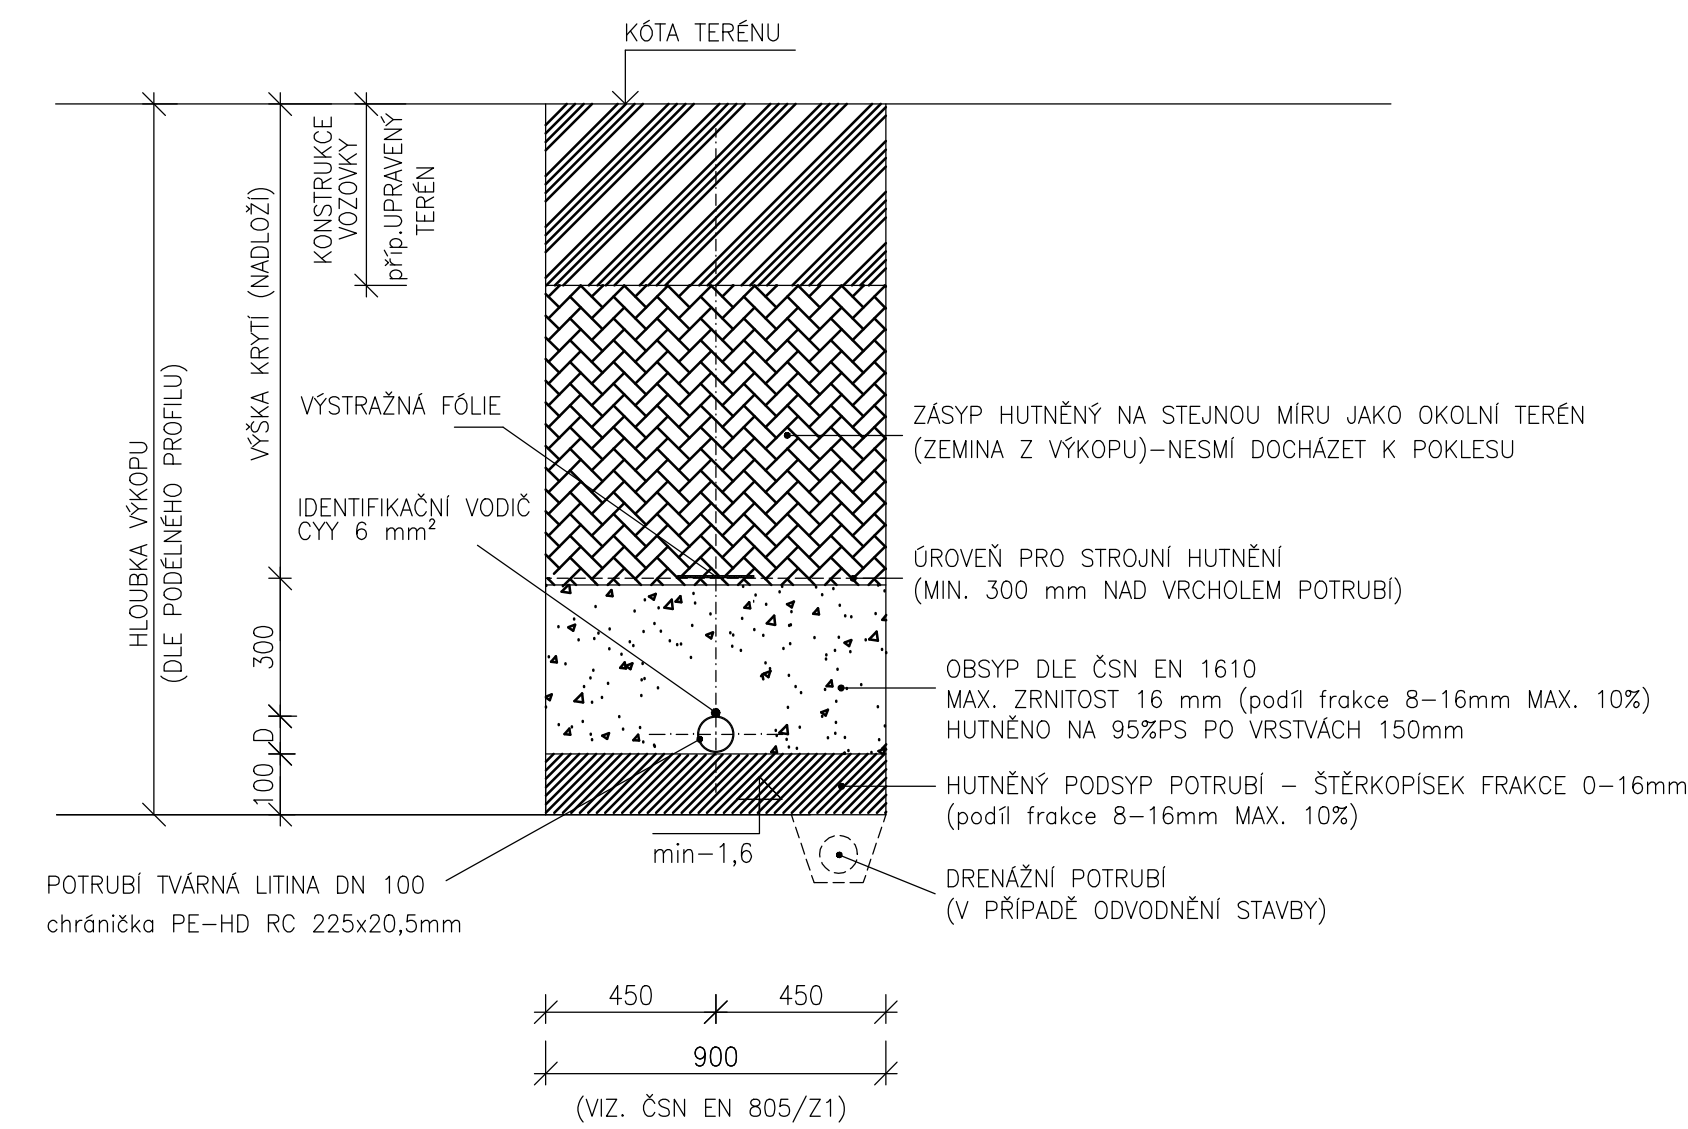 KÓTA TERÉNU
KONSTRUKCE
VOZOVKY
příp.UPRAVENÝ
TERÉN
VÝŠKA KRYTÍ (NADLOŽÍ)
HLOUBKA VÝKOPU
(DLE PODÉLNÉHO PROFILU)
VÝSTRAŽNÁ FÓLIE
ZÁSYP HUTNĚNÝ NA STEJNOU MÍRU JAKO OKOLNÍ TERÉN
(ZEMINA Z VÝKOPU)-NESMÍ DOCHÁZET K POKLESU
IDENTIFIKAČNÍ VODIČ
CYY 6 mm²
ÚROVEŇ PRO STROJNÍ HUTNĚNÍ
(MIN. 300 mm NAD VRCHOLEM POTRUBÍ)
300
D
100
OBSYP DLE ČSN EN 1610
MAX. ZRNITOST 16 mm (podíl frakce 8-16mm MAX. 10%)
HUTNĚNO NA 95%PS PO VRSTVÁCH 150mm
HUTNĚNÝ PODSYP POTRUBÍ - ŠTĚRKOPÍSEK FRAKCE 0-16mm
(podíl frakce 8-16mm MAX. 10%)
min-1,6
POTRUBÍ TVÁRNÁ LITINA DN 100
chránička PE-HD RC 225x20,5mm
DRENÁŽNÍ POTRUBÍ
(V PŘÍPADĚ ODVODNĚNÍ STAVBY)
450 450
900
(VIZ. ČSN EN 805/Z1)